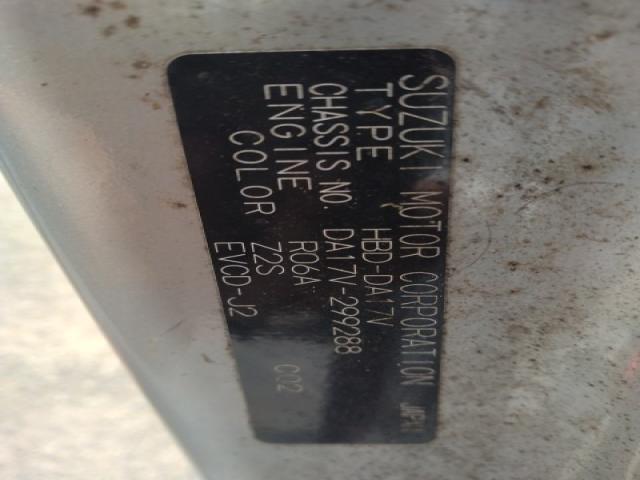 SUZUKI MOTOR CORPORATION JAPAN
TYPE HBD-DA17V
CHASSIS NO. DA17V-299288
ENGINE R06A C02
COLOR Z2S
EVCD-J2